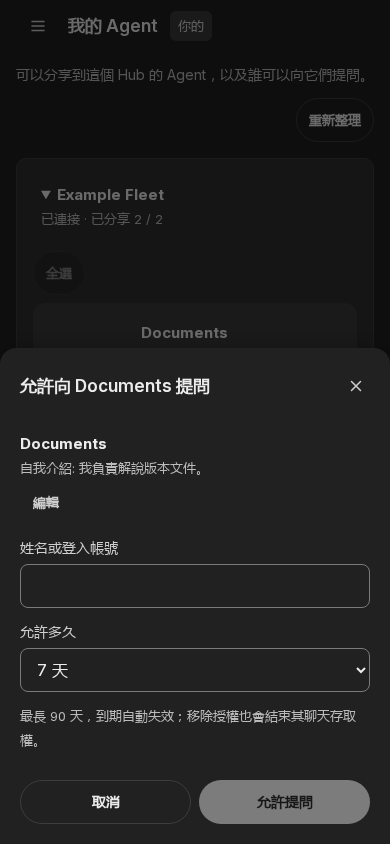 我的 Agent
你的
可以分享到這個 Hub 的 Agent，以及誰可以向它們提問。
重新整理
▼ Example Fleet
已連接 · 已分享 2 / 2
全選
Documents
允許向 Documents 提問
Documents
自我介紹: 我負責解說版本文件。
編輯
姓名或登入帳號
允許多久
7 天
最長 90 天，到期自動失效；移除授權也會結束其聊天存取
權。
取消
允許提問